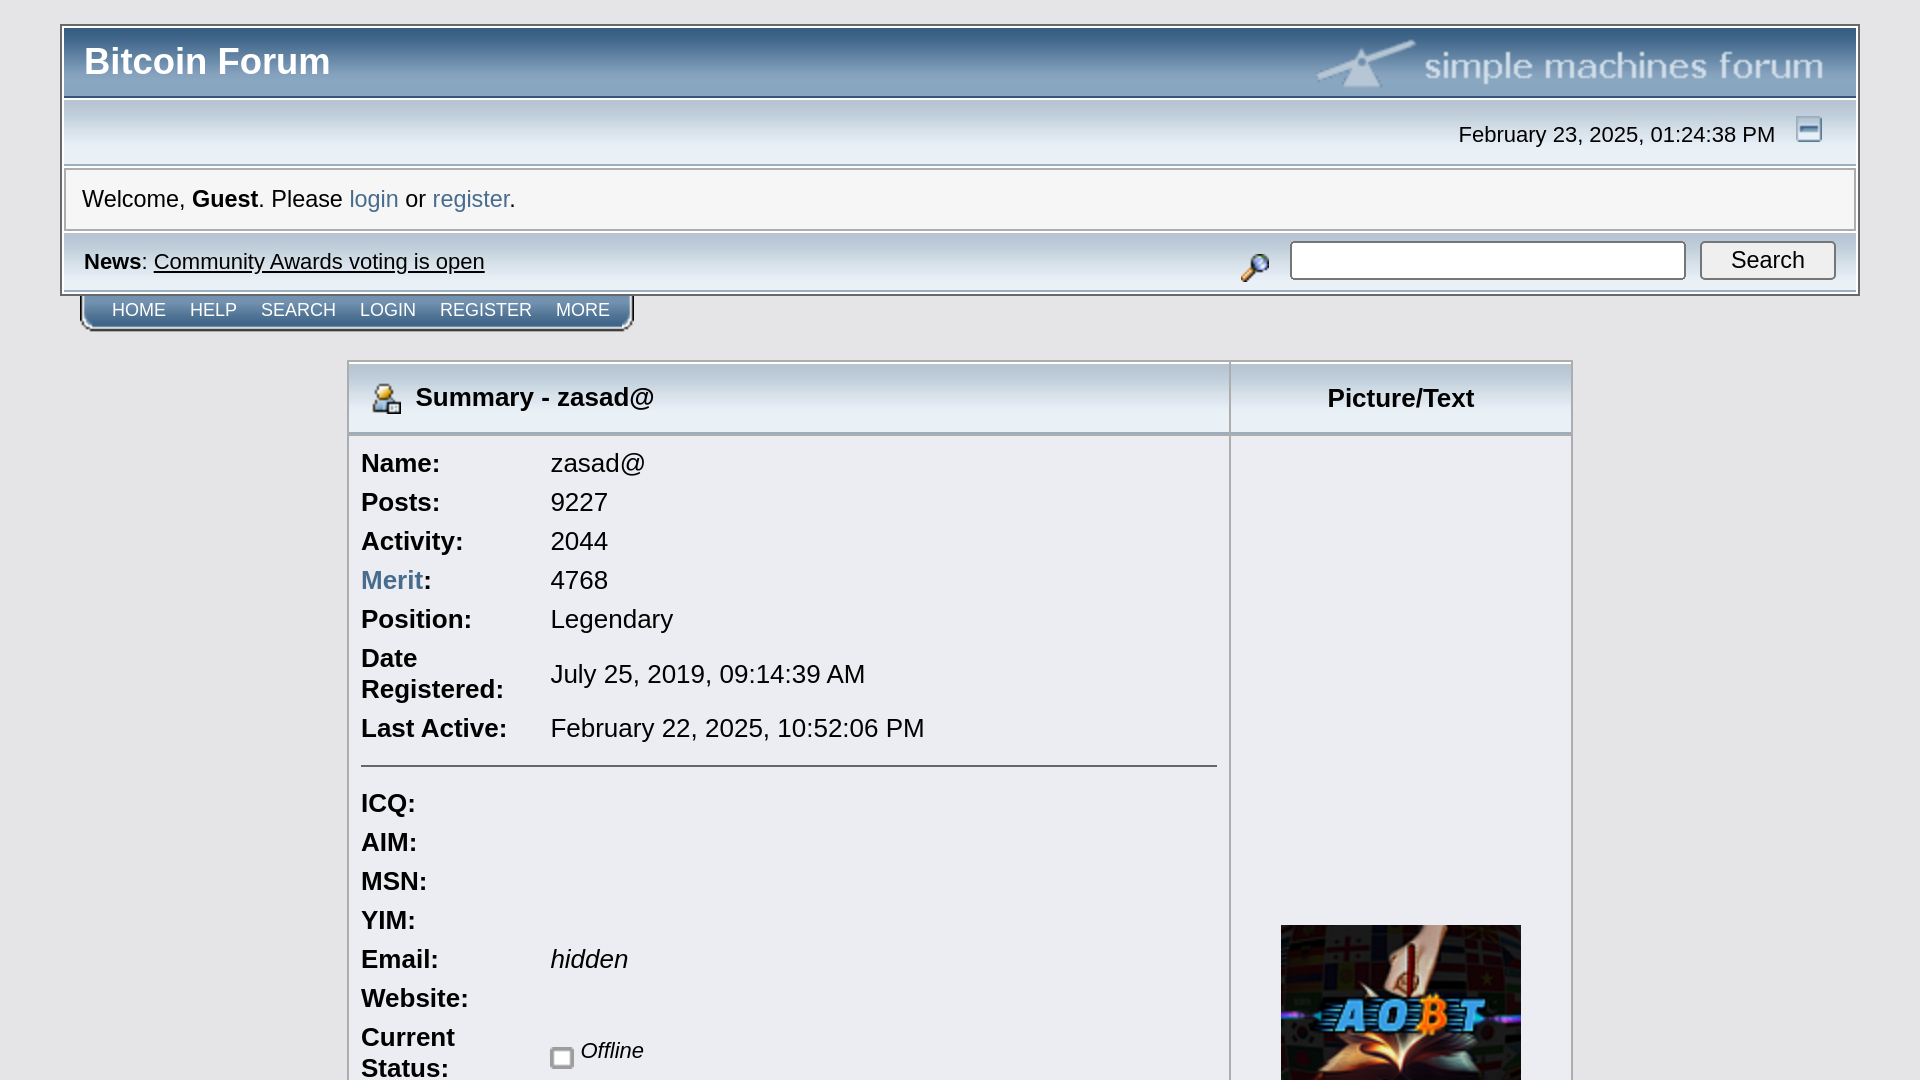 Bitcoin Forum
simple machines forum
February 23, 2025, 01:24:38 PM
Welcome, Guest. Please login or register.
News: Community Awards voting is open
Search
HOME HELP SEARCH LOGIN REGISTER MORE
Summary - zasad@
Picture/Text
Name: zasad@
Posts: 9227
Activity: 2044
Merit: 4768
Position: Legendary
Date
Registered: July 25, 2019, 09:14:39 AM
Last Active: February 22, 2025, 10:52:06 PM
ICQ:
AIM:
MSN:
YIM:
Email: hidden
Website:
Current
Status: Offline
AOBT